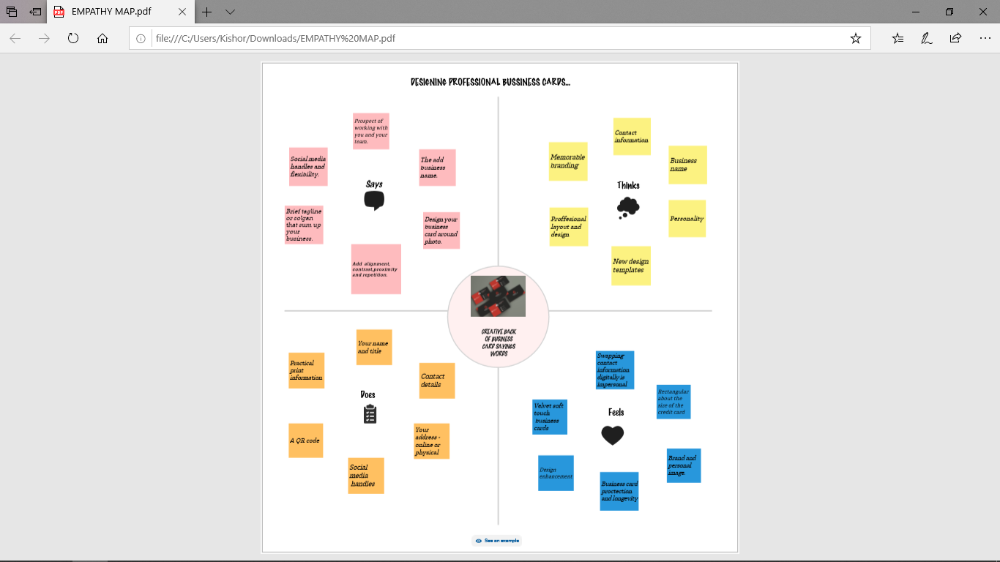 EMPATHY MAP.pdf
file:///C:/Users/Kishor/Downloads/EMPATHY%20MAP.pdf
DESIGNING PROFESSIONAL BUSSINESS CARDS...
Prospect of
working with
you and your
team.
Social media
handles and
flexibility.
The add
business
name.
Says
Brief tagline
or solgan
that sum up
your
business.
Design your
business
card around
photo.
Add alignment,
contrast,proximity
and repetition.
Contact
information
Memorable
branding
Business
name
Thinks
Proffesional
layout and
design
Personality
New design
templates
CREATIVE BACK
OF BUSINESS
CARD SAYINGS
WORDS
Your name
and title
Practical
print
information
Contact
details
Does
A QR code
Your
address -
online or
physical
Social
media
handles
Swapping
contact
information
digitally is
impersonal
Rectangular
about the
size of the
credit card
Velvet soft
touch
business
cards
Feels
Design
enhancement
Brand and
personal
image.
Business card
proctection
and longevity
See an example